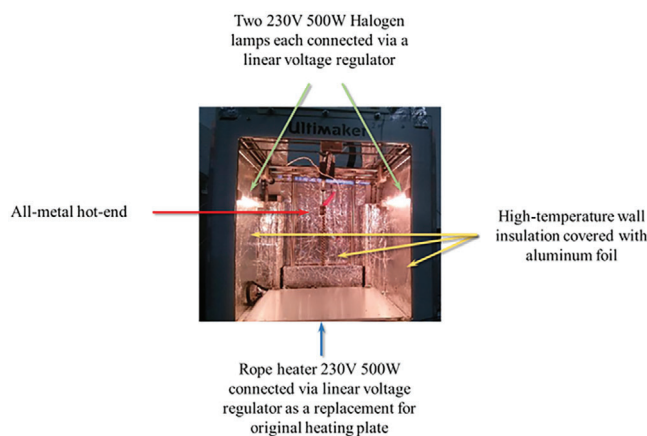 Two 230V 500W Halogen
lamps each connected via a
linear voltage regulator
Ultimaker
All-metal hot-end
High-temperature wall
insulation covered with
aluminum foil
Rope heater 230V 500W
connected via linear voltage
regulator as a replacement for
original heating plate